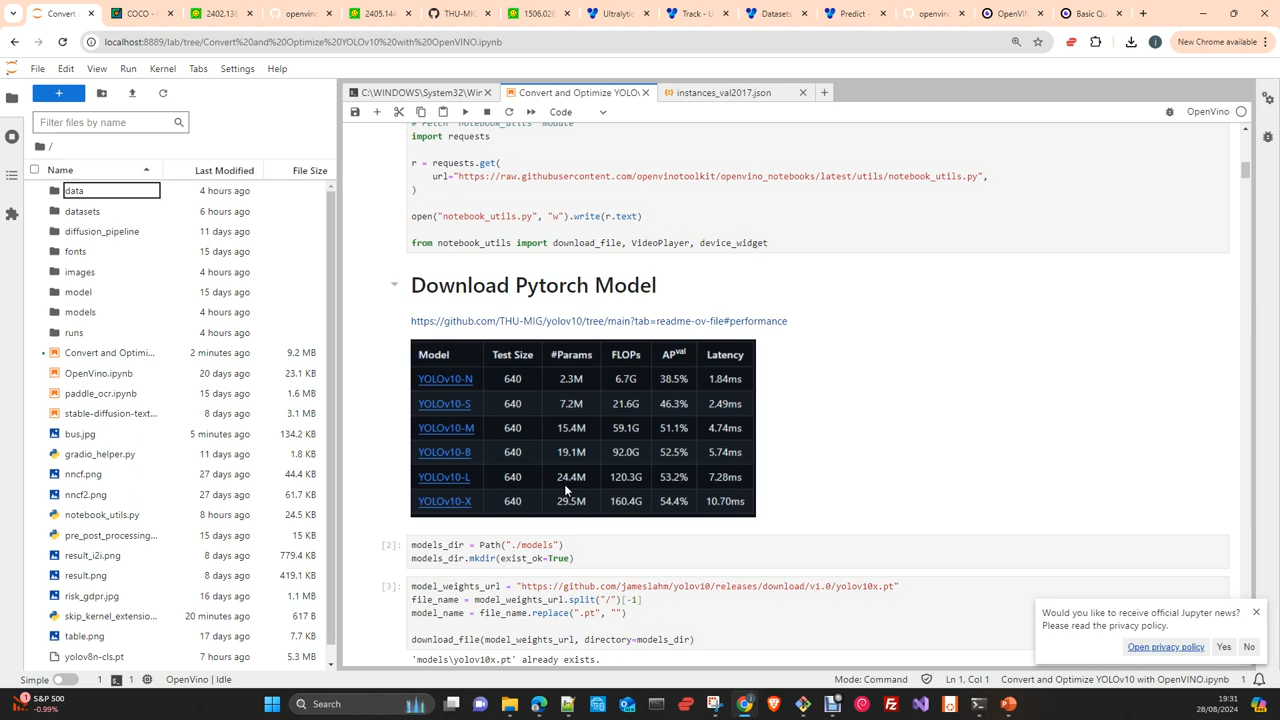 Convert
COCO -
2402.136
openvino
2405.144
THU-MIG
1506.026
Ultralytic
Track - U
Datasets
Predict -
openvino
OpenVIN
Basic Qu
localhost:8889/lab/tree/Convert%20and%20Optimize%20YOLOv10%20with%20OpenVINO.ipynb
New Chrome available
File Edit View Run Kernel Tabs Settings Help
C:\WINDOWS\System32\Win
Convert and Optimize YOLO\
instances_val2017.json
Code
OpenVino
Filter files by name
/
Name Last Modified File Size
data 4 hours ago
datasets 6 hours ago
diffusion_pipeline 11 days ago
fonts 15 days ago
images 4 hours ago
model 15 days ago
models 4 hours ago
runs 4 hours ago
Convert and Optimi... 2 minutes ago 9.2 MB
OpenVino.ipynb 20 days ago 23.1 KB
paddle_ocr.ipynb 15 days ago 1.6 MB
stable-diffusion-text... 8 days ago 3.1 MB
bus.jpg 5 minutes ago 134.2 KB
gradio_helper.py 11 days ago 1.8 KB
nncf.png 27 days ago 44.4 KB
nncf2.png 27 days ago 61.7 KB
notebook_utils.py 8 hours ago 24.5 KB
pre_post_processing... 15 days ago 15 KB
result_i2i.png 8 days ago 779.4 KB
result.png 8 days ago 419.1 KB
risk_gdpr.jpg 16 days ago 1.1 MB
skip_kernel_extensio... 8 hours ago 617 B
table.png 27 days ago 7.7 KB
yolov8n-cls.pt 7 hours ago 5.3 MB
# Fetch `notebook_utils` module
import requests
r = requests.get(
url="https://raw.githubusercontent.com/openvinotoolkit/openvino_notebooks/latest/utils/notebook_utils.py",
)
open("notebook_utils.py", "w").write(r.text)
from notebook_utils import download_file, VideoPlayer, device_widget
Download Pytorch Model
https://github.com/THU-MIG/yolov10/tree/main?tab=readme-ov-file#performance
Model Test Size #Params FLOPs APval Latency
YOLOv10-N 640 2.3M 6.7G 38.5% 1.84ms
YOLOv10-S 640 7.2M 21.6G 46.3% 2.49ms
YOLOv10-M 640 15.4M 59.1G 51.1% 4.74ms
YOLOv10-B 640 19.1M 92.0G 52.5% 5.74ms
YOLOv10-L 640 24.4M 120.3G 53.2% 7.28ms
YOLOv10-X 640 29.5M 160.4G 54.4% 10.70ms
[2]: models_dir = Path("./models")
models_dir.mkdir(exist_ok=True)
[3]: model_weights_url = "https://github.com/jameslahm/yolov10/releases/download/v1.0/yolov10x.pt"
file_name = model_weights_url.split("/")[-1]
model_name = file_name.replace(".pt", "")
download_file(model_weights_url, directory=models_dir)
'models\yolov10x.pt' already exists.
Would you like to receive official Jupyter news?
Please read the privacy policy.
Open privacy policy Yes No
Simple 1 1 OpenVino | Idle Mode: Command Ln 1, Col 1 Convert and Optimize YOLOv10 with OpenVINO.ipynb 1
S&P 500
-0.99%
Search
19:31
28/08/2024